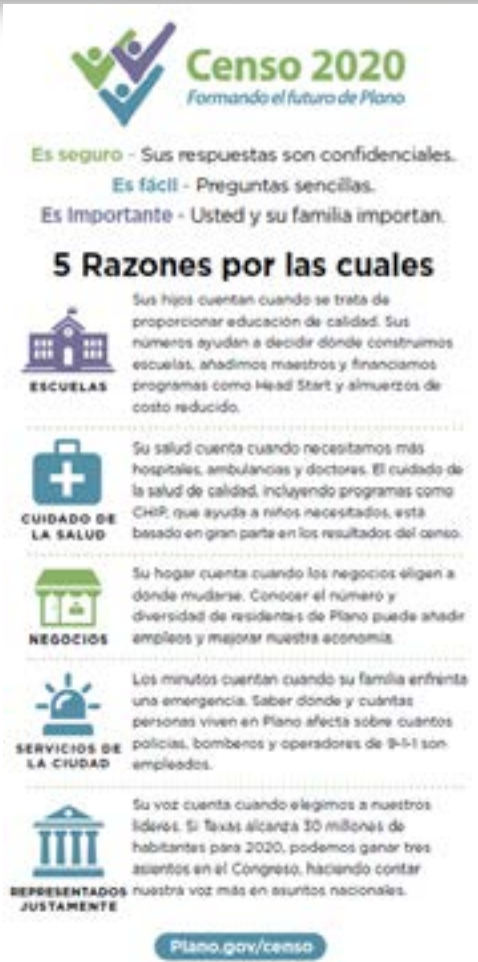 Censo 2020
Formando el futuro de Plano
Es seguro - Sus respuestas son confidenciales.
Es fácil - Preguntas sencillas.
Es Importante - Usted y su familia importan.
5 Razones por las cuales
Sus hijos cuentan cuando se trata de
proporcionar educación de calidad. Sus
números ayudan a decidir dónde construimos
escuelas, añadimos maestros y financiamos
programas como Head Start y almuerzos de
costo reducido.
ESCUELAS
Su salud cuenta cuando necesitamos más
hospitales, ambulancias y doctores. El cuidado de
la salud de calidad, incluyendo programas como
CHIP, que ayuda a niños necesitados, está
basado en gran parte en los resultados del censo.
CUIDADO DE
LA SALUD
Su hogar cuenta cuando los negocios eligen a
dónde mudarse. Conocer el número y
diversidad de residentes de Plano puede añadir
empleos y mejorar nuestra economía.
NEGOCIOS
Los minutos cuentan cuando su familia enfrenta
una emergencia. Saber dónde y cuántas
personas viven en Plano afecta sobre cuántos
policías, bomberos y operadores de 9-1-1 son
empleados.
SERVICIOS DE
LA CIUDAD
Su voz cuenta cuando elegimos a nuestros
líderes. Si Texas alcanza 30 millones de
habitantes para 2020, podemos ganar tres
asientos en el Congreso, haciendo contar
nuestra voz más en asuntos nacionales.
REPRESENTADOS
JUSTAMENTE
Plano.gov/censo